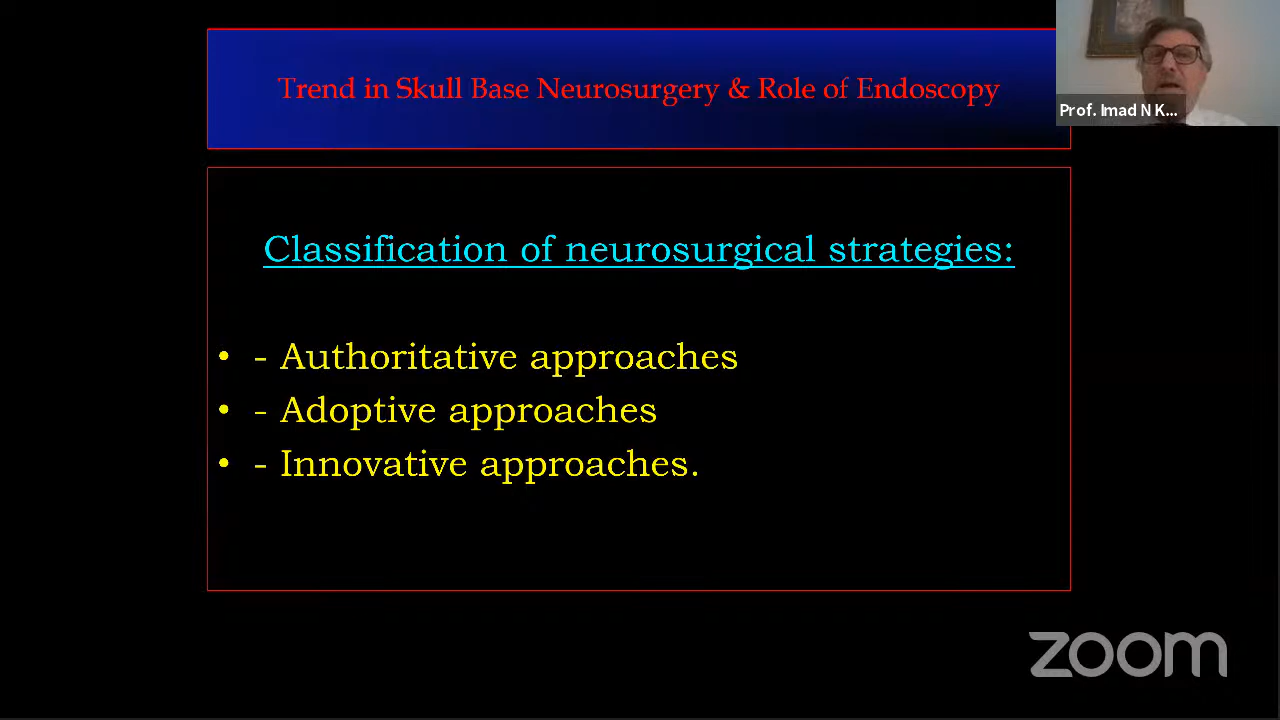 Trend in Skull Base Neurosurgery & Role of Endoscopy
Prof. Imad N K...
Classification of neurosurgical strategies:
• - Authoritative approaches
• - Adoptive approaches
• - Innovative approaches.
zoom